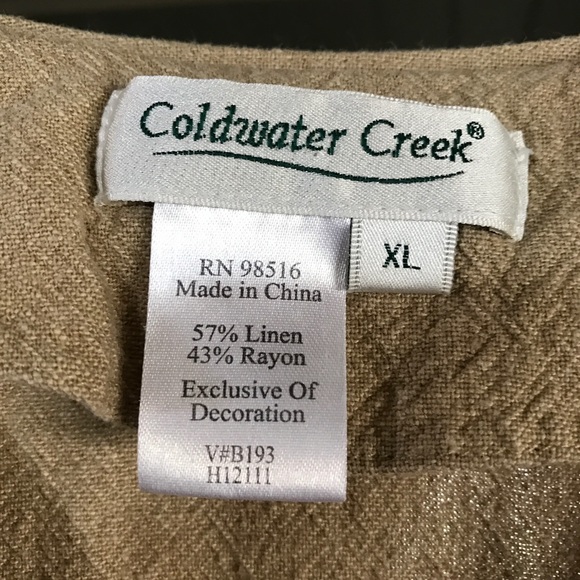 Coldwater Creek®
XL
RN 98516
Made in China
57% Linen
43% Rayon
Exclusive Of
Decoration
V#B193
H12111